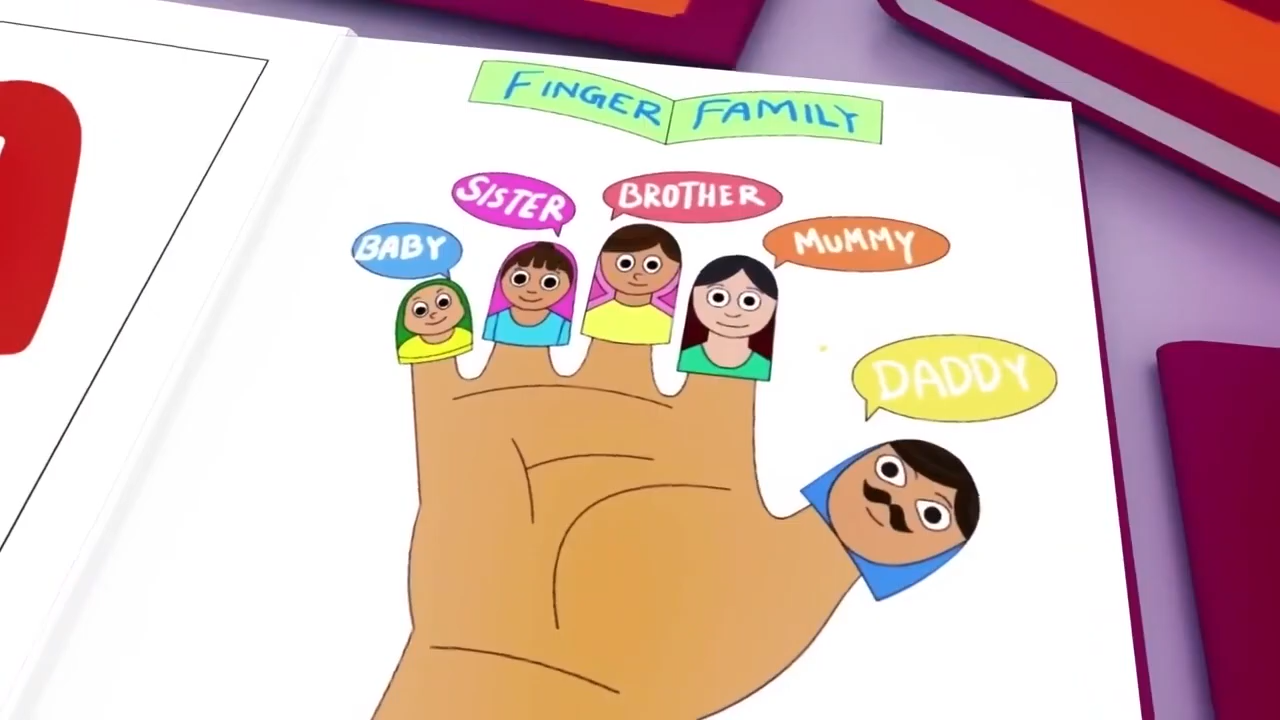 FINGER FAMILY
SISTER
BROTHER
BABY
MUMMY
DADDY